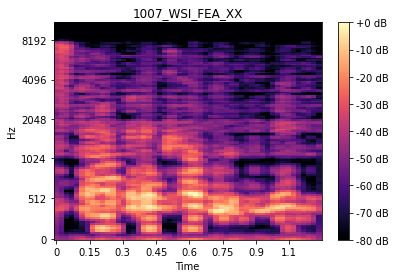 1007_WSI_FEA_XX
Hz
8192
4096
2048
1024
512
0
0
0.15
0.3
0.45
0.6
0.75
0.9
1.1
Time
+0 dB
-10 dB
-20 dB
-30 dB
-40 dB
-50 dB
-60 dB
-70 dB
-80 dB